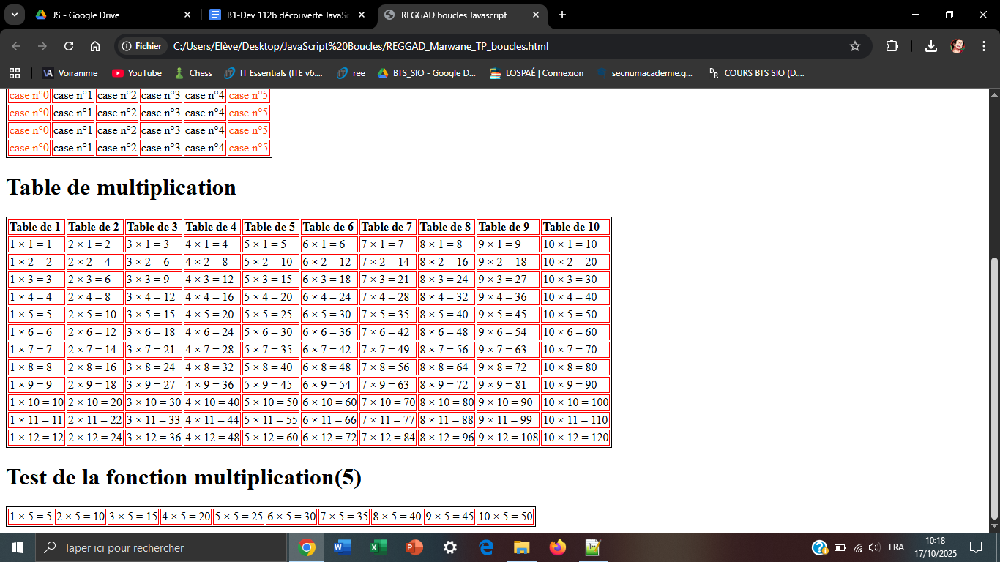 JS - Google Drive
B1-Dev 112b découverte JavaSc
REGGAD boucles Javascript
Fichier C:/Users/Elève/Desktop/JavaScript%20Boucles/REGGAD_Marwane_TP_boucles.html
Voiranime YouTube Chess IT Essentials (ITE v6.... ree BTS_SIO - Google D... LOSPAÉ | Connexion secnumacademie.g... COURS BTS SIO (D....
case n°0 case n°1 case n°2 case n°3 case n°4 case n°5
case n°0 case n°1 case n°2 case n°3 case n°4 case n°5
case n°0 case n°1 case n°2 case n°3 case n°4 case n°5
case n°0 case n°1 case n°2 case n°3 case n°4 case n°5
Table de multiplication
Table de 1 Table de 2 Table de 3 Table de 4 Table de 5 Table de 6 Table de 7 Table de 8 Table de 9 Table de 10
1 × 1 = 1 2 × 1 = 2 3 × 1 = 3 4 × 1 = 4 5 × 1 = 5 6 × 1 = 6 7 × 1 = 7 8 × 1 = 8 9 × 1 = 9 10 × 1 = 10
1 × 2 = 2 2 × 2 = 4 3 × 2 = 6 4 × 2 = 8 5 × 2 = 10 6 × 2 = 12 7 × 2 = 14 8 × 2 = 16 9 × 2 = 18 10 × 2 = 20
1 × 3 = 3 2 × 3 = 6 3 × 3 = 9 4 × 3 = 12 5 × 3 = 15 6 × 3 = 18 7 × 3 = 21 8 × 3 = 24 9 × 3 = 27 10 × 3 = 30
1 × 4 = 4 2 × 4 = 8 3 × 4 = 12 4 × 4 = 16 5 × 4 = 20 6 × 4 = 24 7 × 4 = 28 8 × 4 = 32 9 × 4 = 36 10 × 4 = 40
1 × 5 = 5 2 × 5 = 10 3 × 5 = 15 4 × 5 = 20 5 × 5 = 25 6 × 5 = 30 7 × 5 = 35 8 × 5 = 40 9 × 5 = 45 10 × 5 = 50
1 × 6 = 6 2 × 6 = 12 3 × 6 = 18 4 × 6 = 24 5 × 6 = 30 6 × 6 = 36 7 × 6 = 42 8 × 6 = 48 9 × 6 = 54 10 × 6 = 60
1 × 7 = 7 2 × 7 = 14 3 × 7 = 21 4 × 7 = 28 5 × 7 = 35 6 × 7 = 42 7 × 7 = 49 8 × 7 = 56 9 × 7 = 63 10 × 7 = 70
1 × 8 = 8 2 × 8 = 16 3 × 8 = 24 4 × 8 = 32 5 × 8 = 40 6 × 8 = 48 7 × 8 = 56 8 × 8 = 64 9 × 8 = 72 10 × 8 = 80
1 × 9 = 9 2 × 9 = 18 3 × 9 = 27 4 × 9 = 36 5 × 9 = 45 6 × 9 = 54 7 × 9 = 63 8 × 9 = 72 9 × 9 = 81 10 × 9 = 90
1 × 10 = 10 2 × 10 = 20 3 × 10 = 30 4 × 10 = 40 5 × 10 = 50 6 × 10 = 60 7 × 10 = 70 8 × 10 = 80 9 × 10 = 90 10 × 10 = 100
1 × 11 = 11 2 × 11 = 22 3 × 11 = 33 4 × 11 = 44 5 × 11 = 55 6 × 11 = 66 7 × 11 = 77 8 × 11 = 88 9 × 11 = 99 10 × 11 = 110
1 × 12 = 12 2 × 12 = 24 3 × 12 = 36 4 × 12 = 48 5 × 12 = 60 6 × 12 = 72 7 × 12 = 84 8 × 12 = 96 9 × 12 = 108 10 × 12 = 120
Test de la fonction multiplication(5)
1 × 5 = 5 2 × 5 = 10 3 × 5 = 15 4 × 5 = 20 5 × 5 = 25 6 × 5 = 30 7 × 5 = 35 8 × 5 = 40 9 × 5 = 45 10 × 5 = 50
Taper ici pour rechercher
FRA
10:18
17/10/2025